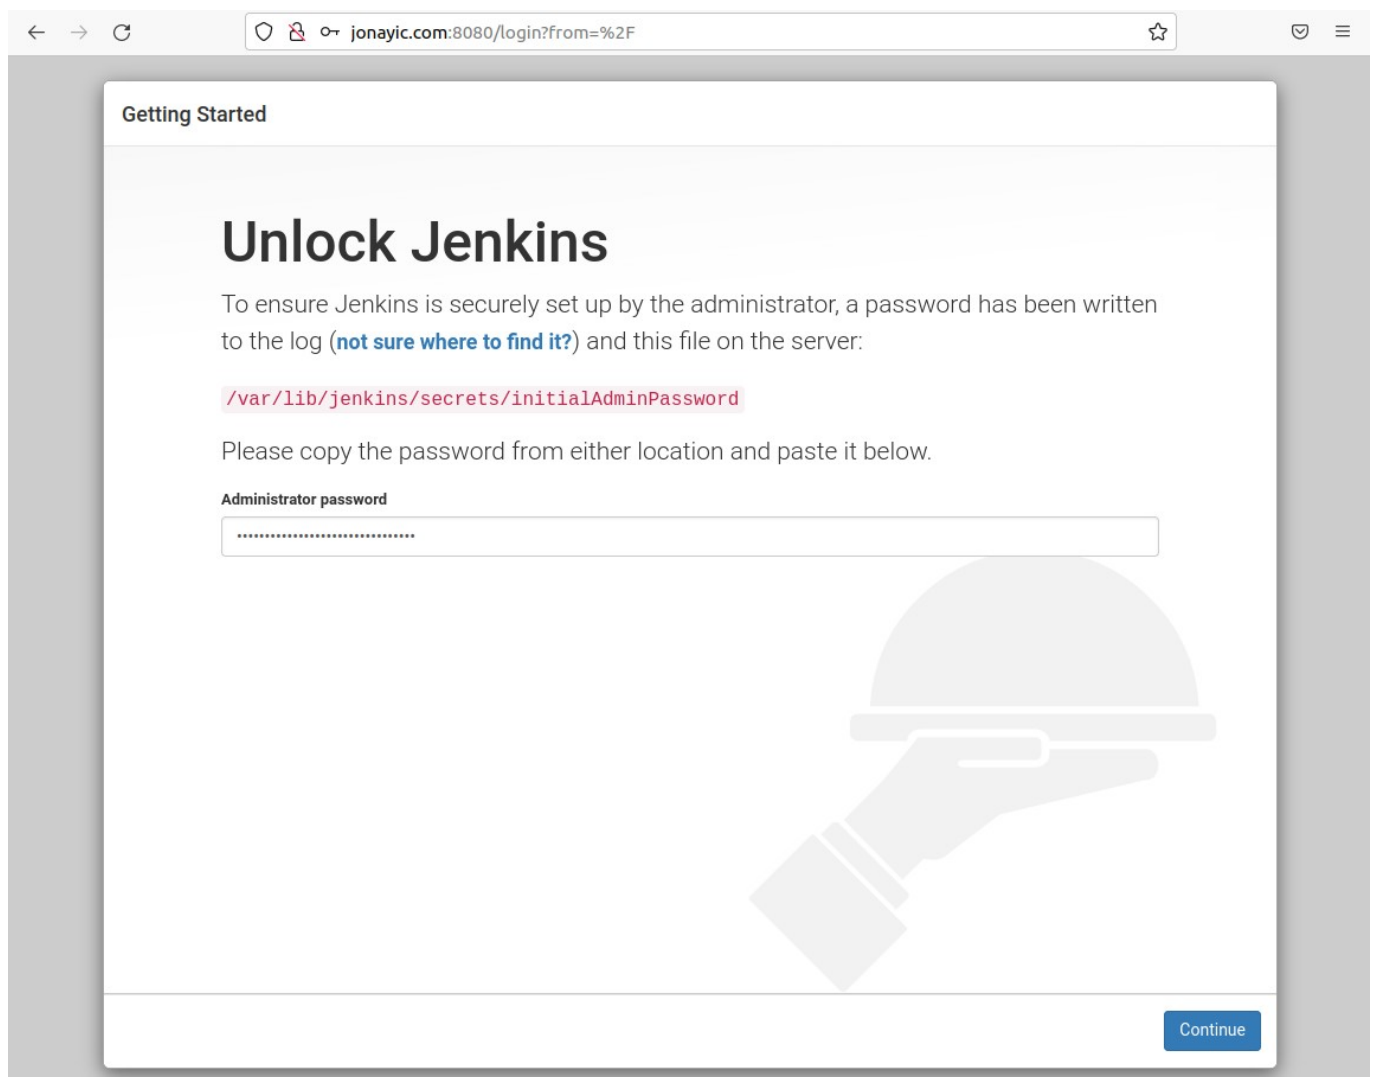 jonayic.com:8080/login?from=%2F
Getting Started
Unlock Jenkins
To ensure Jenkins is securely set up by the administrator, a password has been written
to the log (not sure where to find it?) and this file on the server:
/var/lib/jenkins/secrets/initialAdminPassword
Please copy the password from either location and paste it below.
Administrator password
Continue